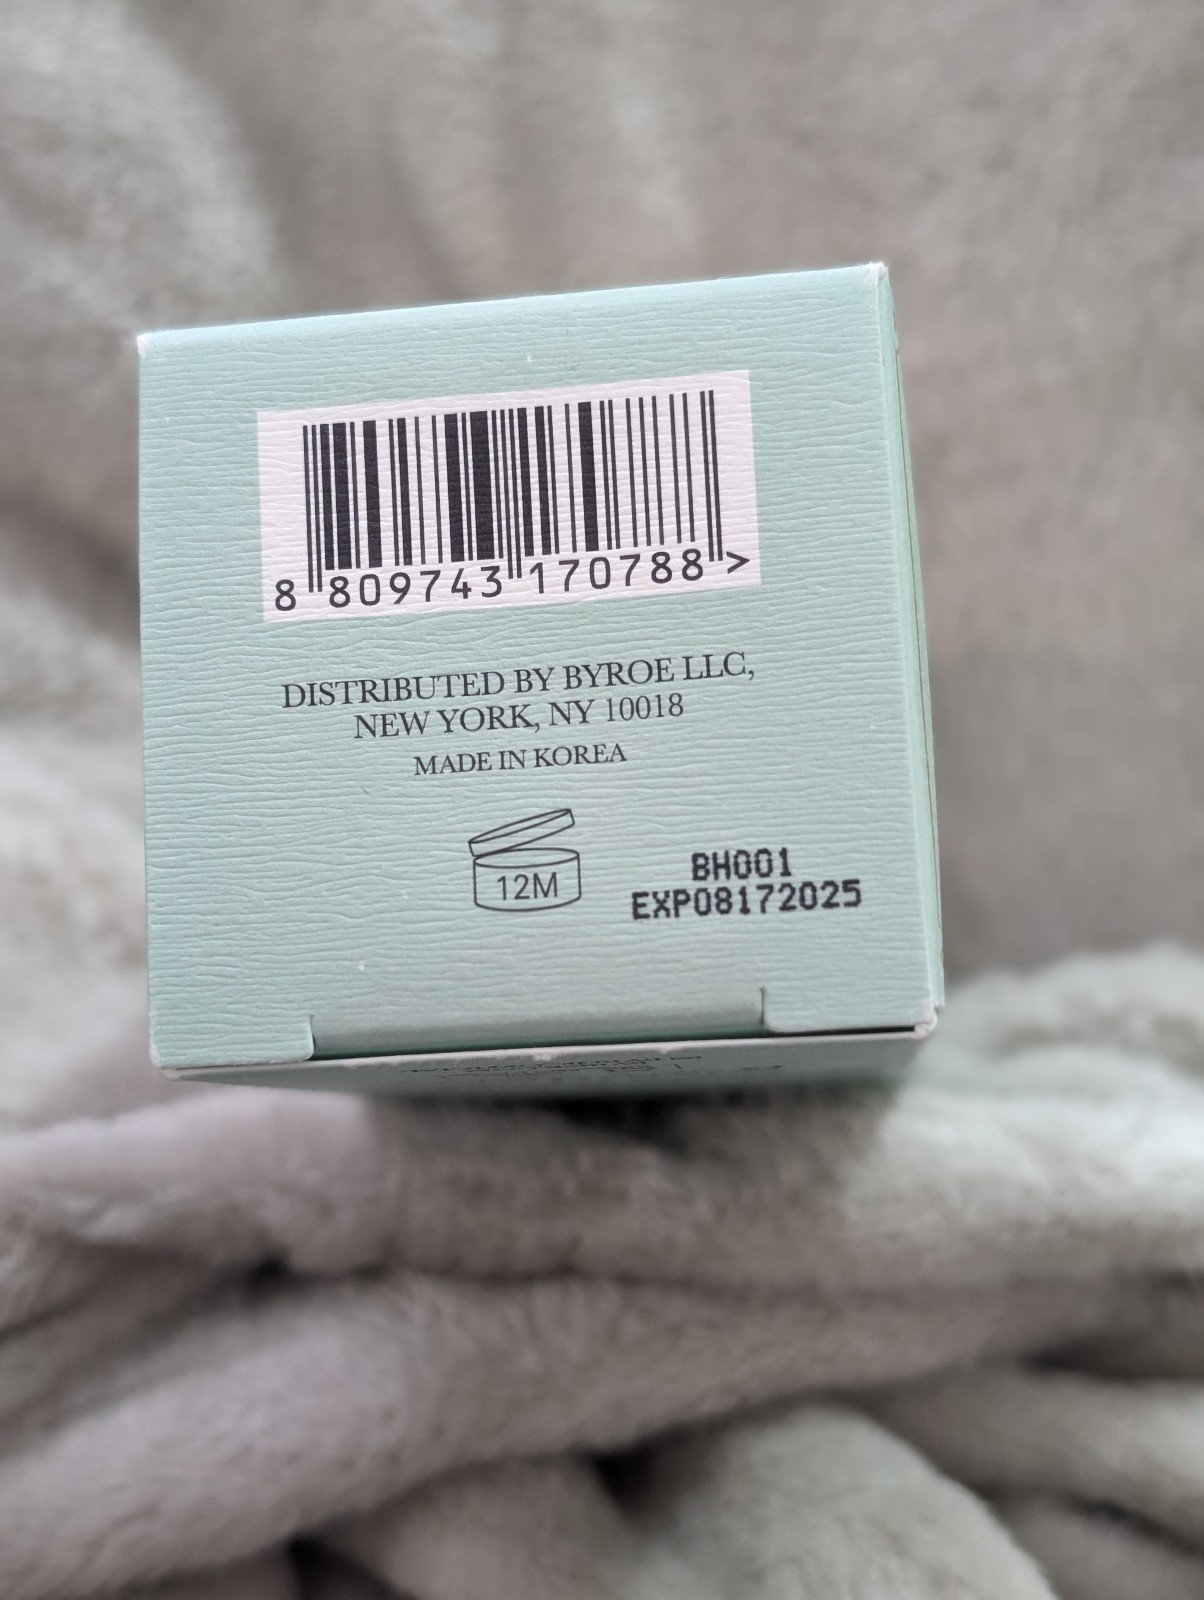 8 809743 170788 >
DISTRIBUTED BY BYROE LLC,
NEW YORK, NY 10018
MADE IN KOREA
12M
BH001
EXP08172025